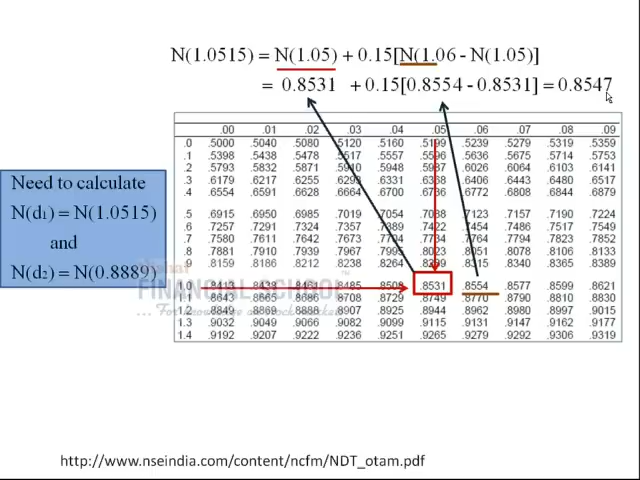 N(1.0515) = N(1.05) + 0.15[N(1.06 - N(1.05)]
= 0.8531 + 0.15[0.8554 - 0.8531] = 0.8547
Need to calculate
N(d1) = N(1.0515)
and
N(d2) = N(0.8889)
.00 .01 .02 .03 .04 .05 .06 .07 .08 .09
.0 .5000 .5040 .5080 .5120 .5160 .5199 .5239 .5279 .5319 .5359
.1 .5398 .5438 .5478 .5517 .5557 .5596 .5636 .5675 .5714 .5753
.2 .5793 .5832 .5871 .5910 .5948 .5987 .6026 .6064 .6103 .6141
.3 .6179 .6217 .6255 .6293 .6331 .6368 .6406 .6443 .6480 .6517
.4 .6554 .6591 .6628 .6664 .6700 .6736 .6772 .6808 .6844 .6879
.5 .6915 .6950 .6985 .7019 .7054 .7088 .7123 .7157 .7190 .7224
.6 .7257 .7291 .7324 .7357 .7389 .7422 .7454 .7486 .7517 .7549
.7 .7580 .7611 .7642 .7673 .7704 .7734 .7764 .7794 .7823 .7852
.8 .7881 .7910 .7939 .7967 .7995 .8023 .8051 .8078 .8106 .8133
.9 .8159 .8186 .8212 .8238 .8264 .8289 .8315 .8340 .8365 .8389
1.0 .8413 .8438 .8461 .8485 .8508 .8531 .8554 .8577 .8599 .8621
1.1 .8643 .8665 .8686 .8708 .8729 .8749 .8770 .8790 .8810 .8830
1.2 .8849 .8869 .8888 .8907 .8925 .8944 .8962 .8980 .8997 .9015
1.3 .9032 .9049 .9066 .9082 .9099 .9115 .9131 .9147 .9162 .9177
1.4 .9192 .9207 .9222 .9236 .9251 .9265 .9279 .9292 .9306 .9319
FINANCIAL SCHOOL
http://www.nseindia.com/content/ncfm/NDT_otam.pdf